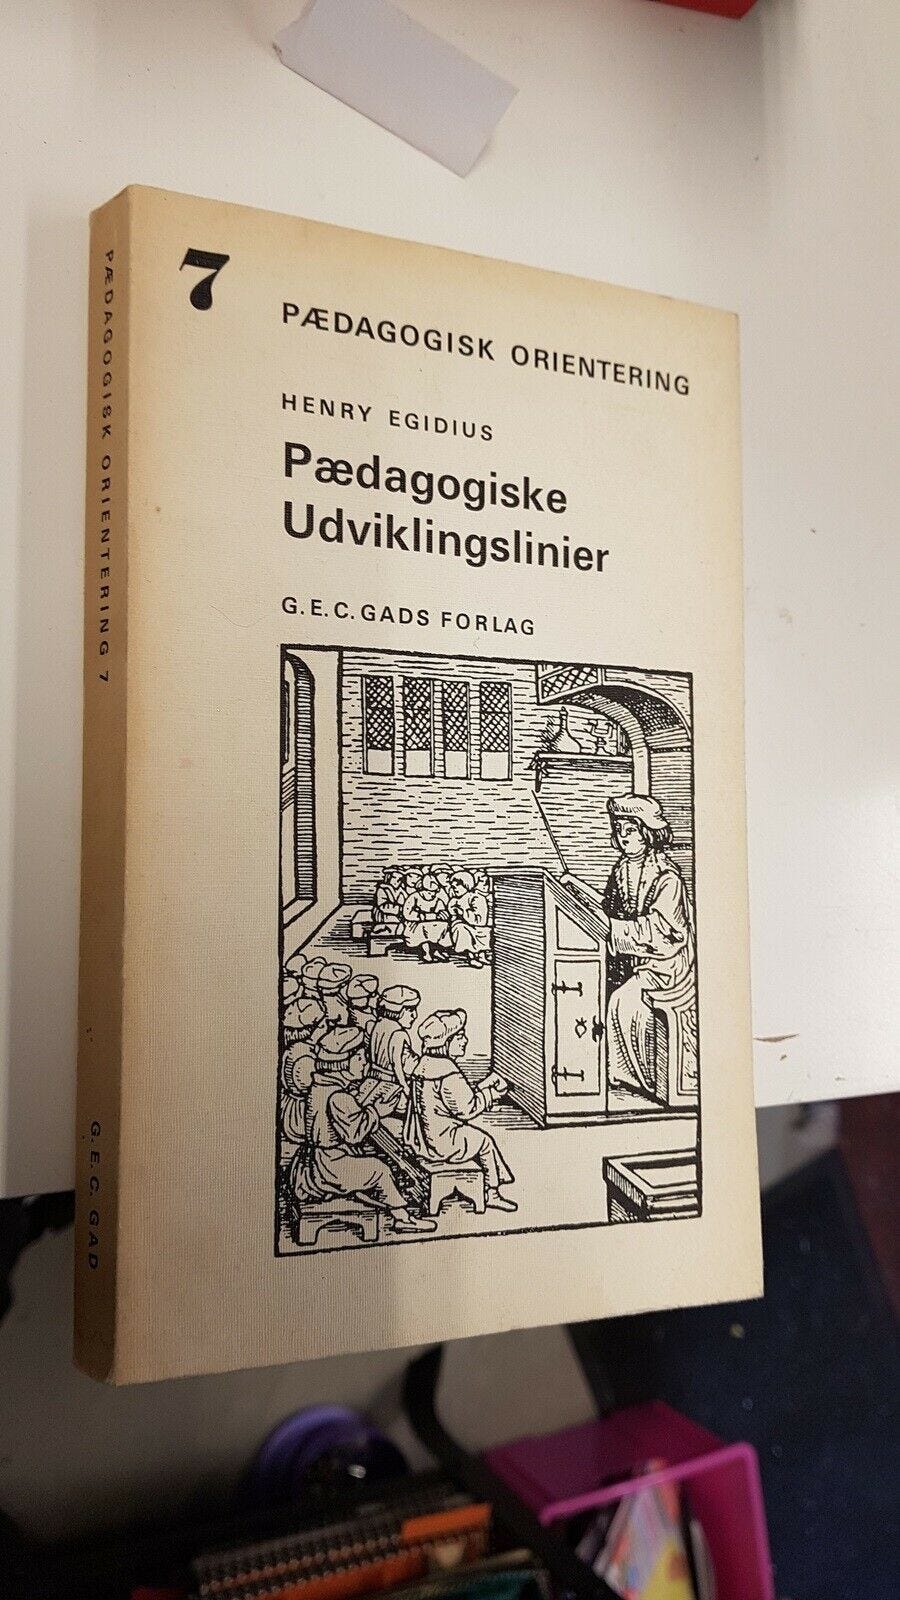 7
PÆDAGOGISK ORIENTERING
HENRY EGIDIUS
Pædagogiske
Udviklingslinier
G.E.C. GADS FORLAG
PÆDAGOGISK ORIENTERING 7
G.E.C. GAD